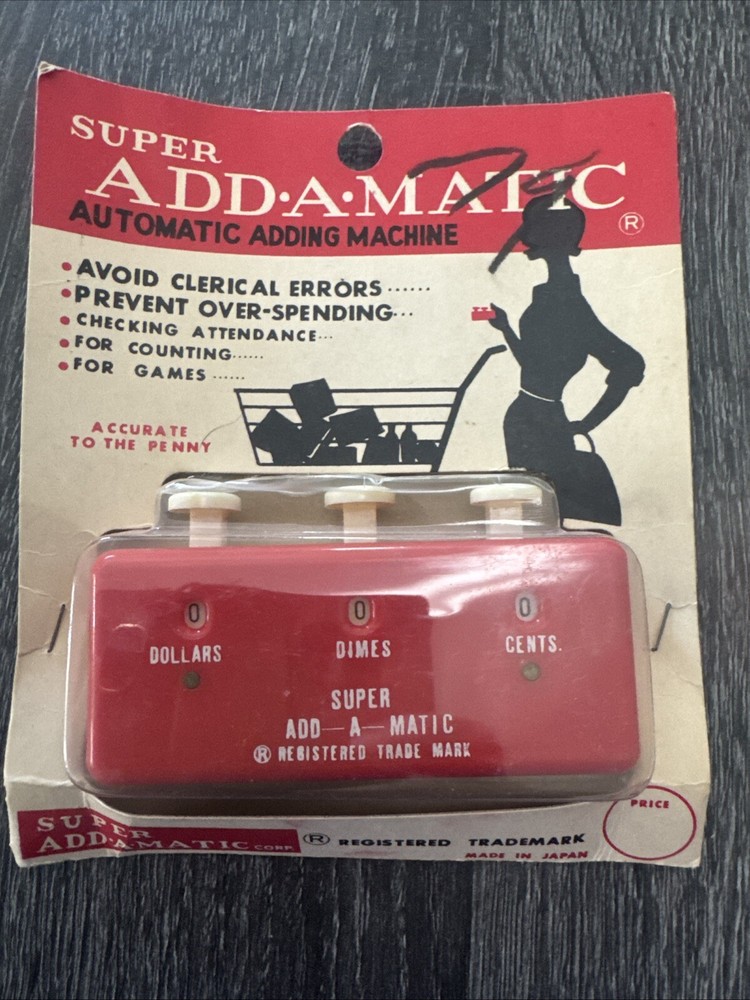 SUPER
ADD·A·MATIC
®
AUTOMATIC ADDING MACHINE
•AVOID CLERICAL ERRORS ......
•PREVENT OVER-SPENDING...
•CHECKING ATTENDANCE...
•FOR COUNTING......
•FOR GAMES ......
ACCURATE
TO THE PENNY
0 0 0
DOLLARS DIMES CENTS.
SUPER
ADD—A—MATIC
® REGISTERED TRADE MARK
PRICE
SUPER
ADD·A·MATIC CORP. ® REGISTERED TRADEMARK
MADE IN JAPAN